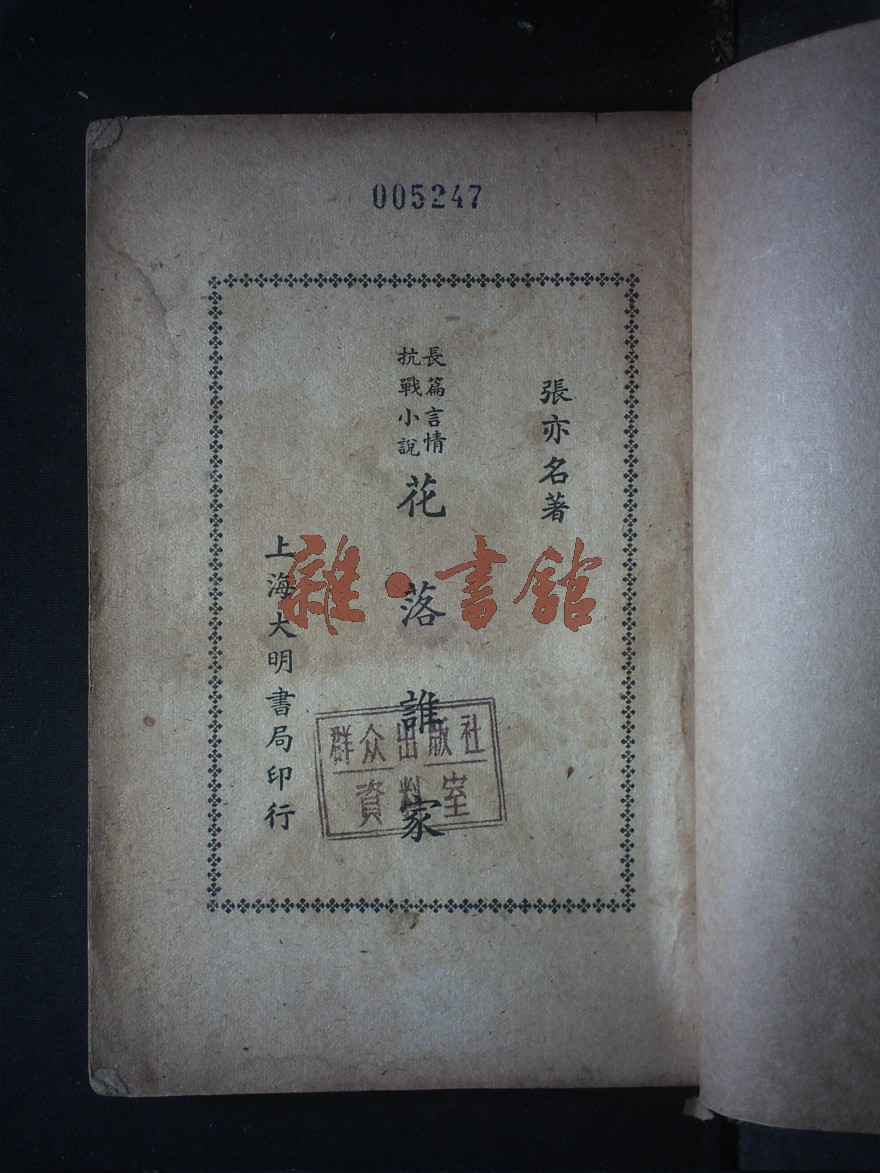 005247
張亦名著
長篇言情
抗戰小說
花落誰家
上海大明書局印行
雜·書館
群众出版社
資料室